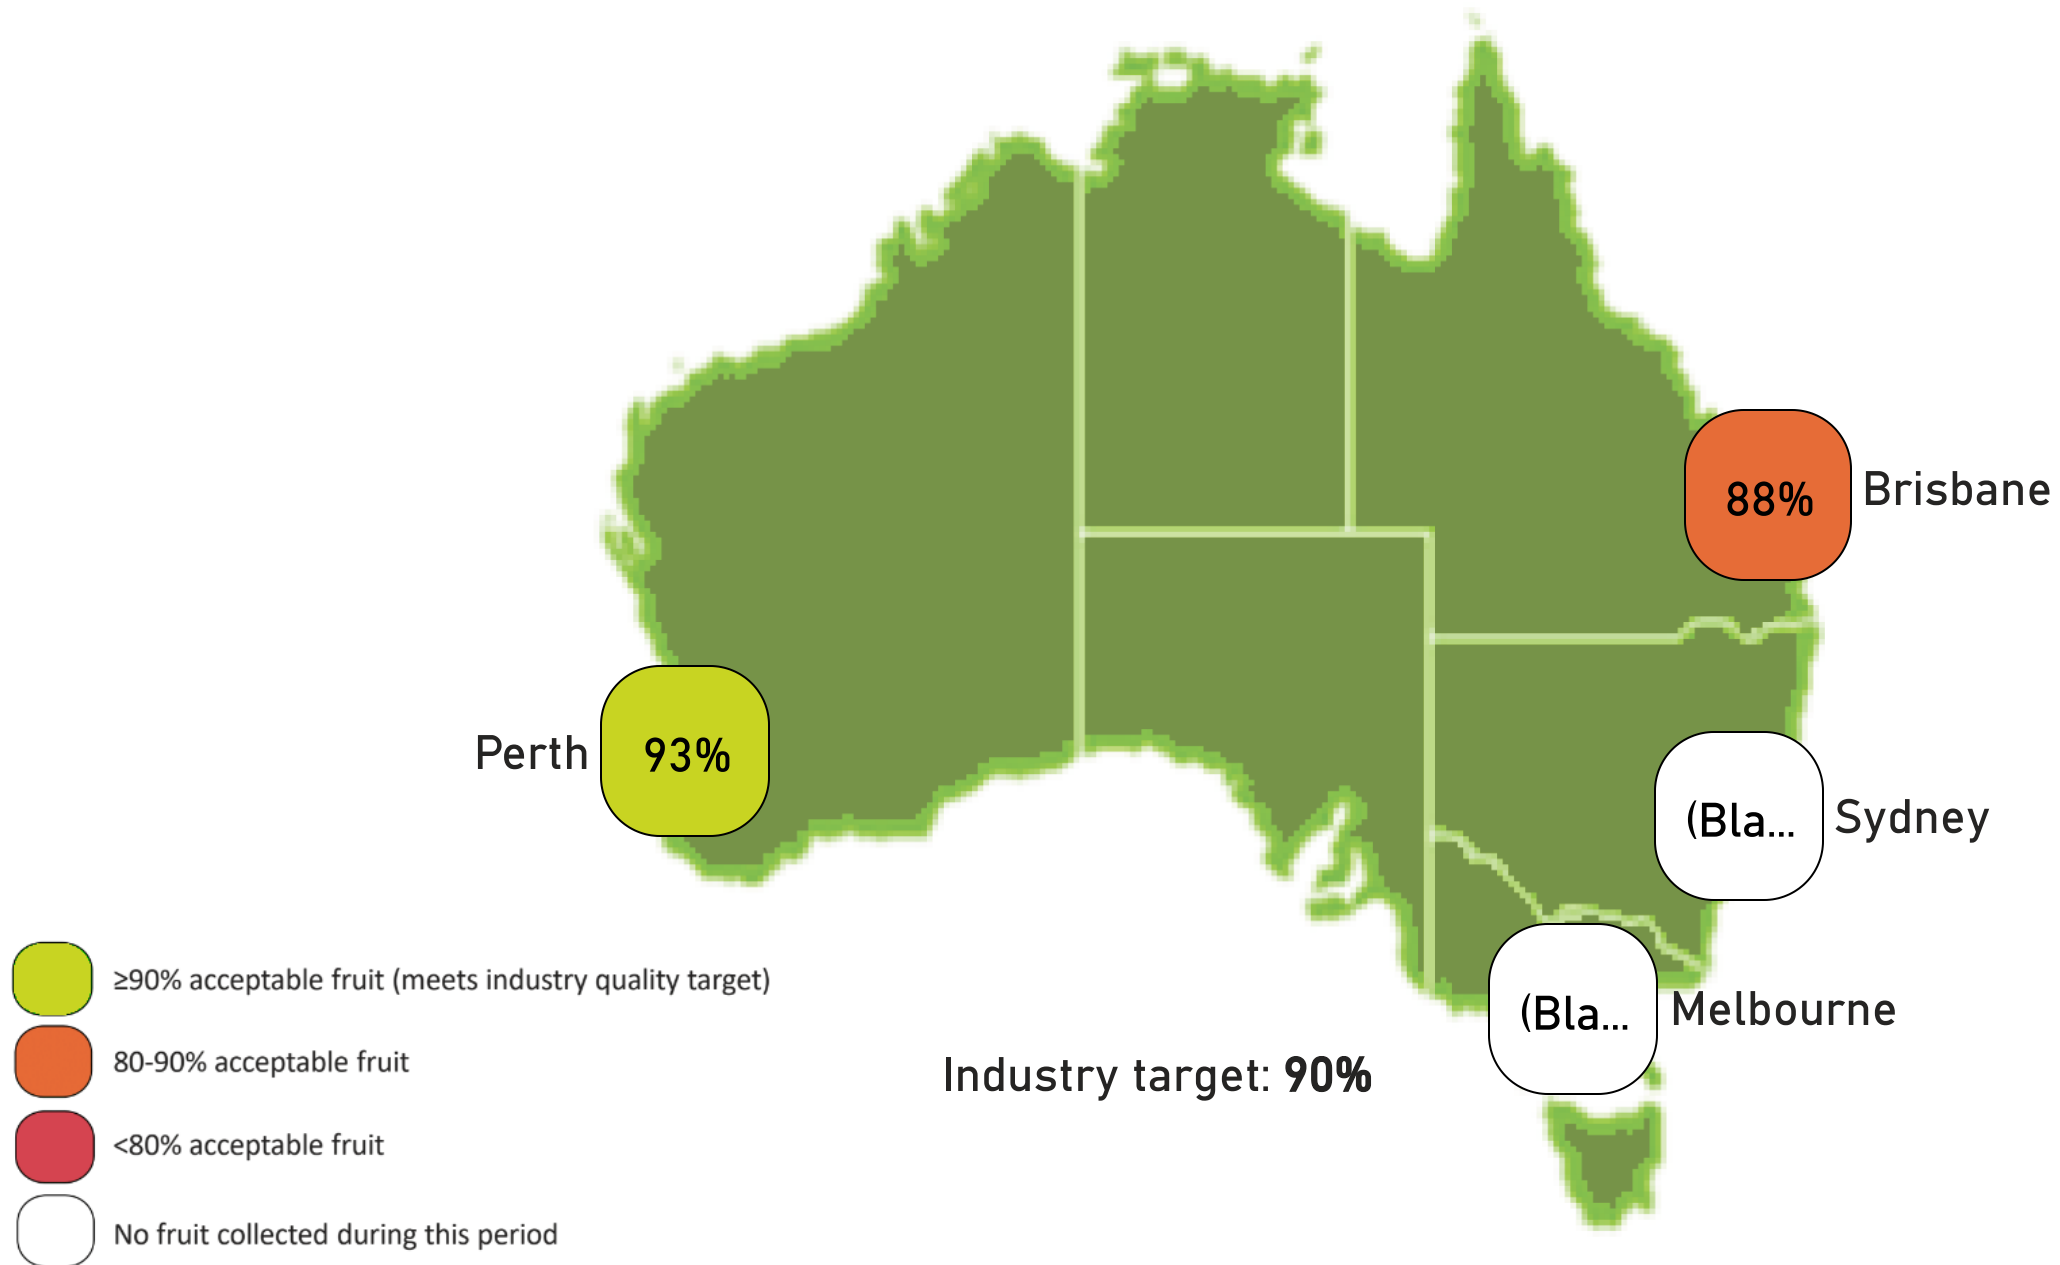 88% Brisbane
Perth 93%
(Bla... Sydney
(Bla... Melbourne
Industry target: 90%
≥90% acceptable fruit (meets industry quality target)
80-90% acceptable fruit
<80% acceptable fruit
No fruit collected during this period